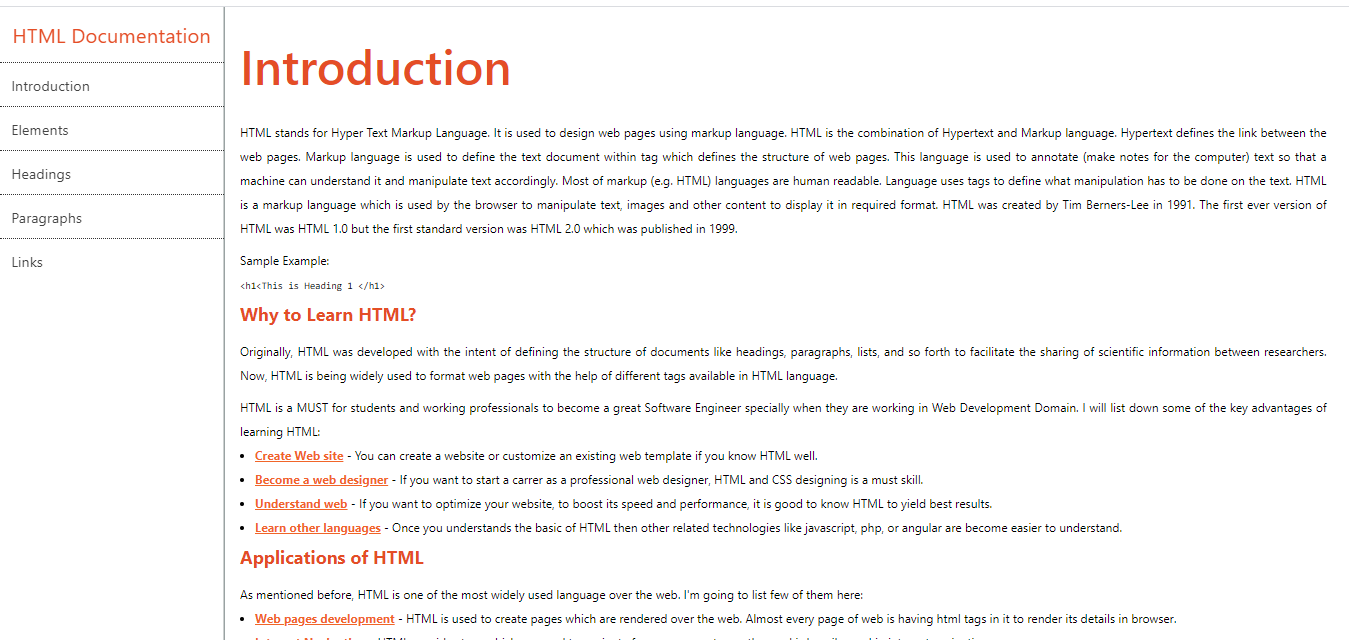 HTML Documentation
Introduction
Elements
Headings
Paragraphs
Links
Introduction
HTML stands for Hyper Text Markup Language. It is used to design web pages using markup language. HTML is the combination of Hypertext and Markup language. Hypertext defines the link between the
web pages. Markup language is used to define the text document within tag which defines the structure of web pages. This language is used to annotate (make notes for the computer) text so that a
machine can understand it and manipulate text accordingly. Most of markup (e.g. HTML) languages are human readable. Language uses tags to define what manipulation has to be done on the text. HTML
is a markup language which is used by the browser to manipulate text, images and other content to display it in required format. HTML was created by Tim Berners-Lee in 1991. The first ever version of
HTML was HTML 1.0 but the first standard version was HTML 2.0 which was published in 1999.
Sample Example:
<h1<This is Heading 1 </h1>
Why to Learn HTML?
Originally, HTML was developed with the intent of defining the structure of documents like headings, paragraphs, lists, and so forth to facilitate the sharing of scientific information between researchers.
Now, HTML is being widely used to format web pages with the help of different tags available in HTML language.
HTML is a MUST for students and working professionals to become a great Software Engineer specially when they are working in Web Development Domain. I will list down some of the key advantages of
learning HTML:
• Create Web site - You can create a website or customize an existing web template if you know HTML well.
• Become a web designer - If you want to start a carrer as a professional web designer, HTML and CSS designing is a must skill.
• Understand web - If you want to optimize your website, to boost its speed and performance, it is good to know HTML to yield best results.
• Learn other languages - Once you understands the basic of HTML then other related technologies like javascript, php, or angular are become easier to understand.
Applications of HTML
As mentioned before, HTML is one of the most widely used language over the web. I'm going to list few of them here:
• Web pages development - HTML is used to create pages which are rendered over the web. Almost every page of web is having html tags in it to render its details in browser.